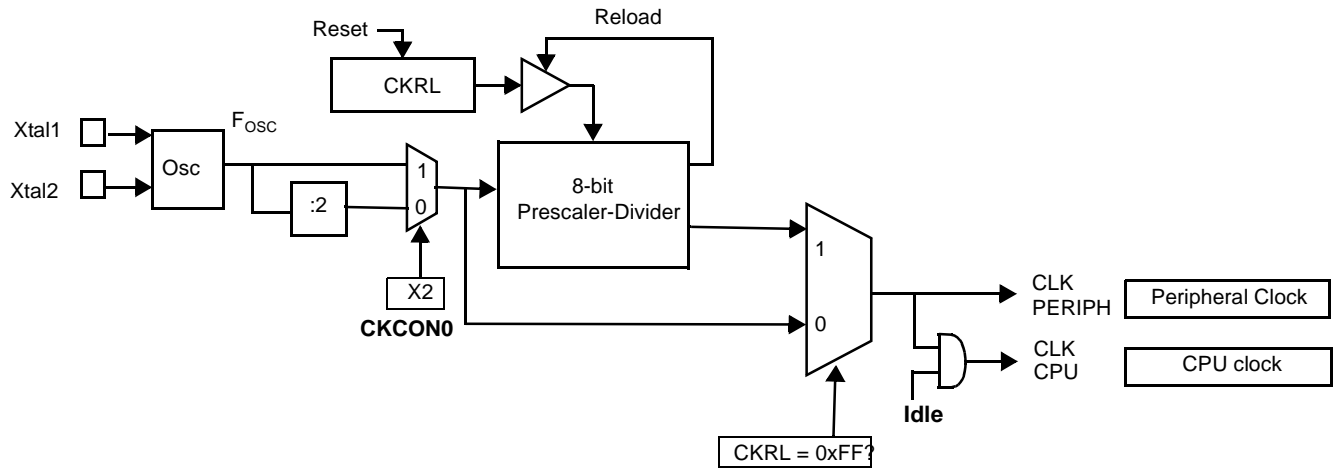 Reload
Reset
CKRL
Xtal1
Xtal2
FOSC
Osc
:2
1
0
X2
CKCON0
8-bit
Prescaler-Divider
1
0
CKRL = 0xFF?
CLK
PERIPH
Peripheral Clock
CLK
CPU
CPU clock
Idle